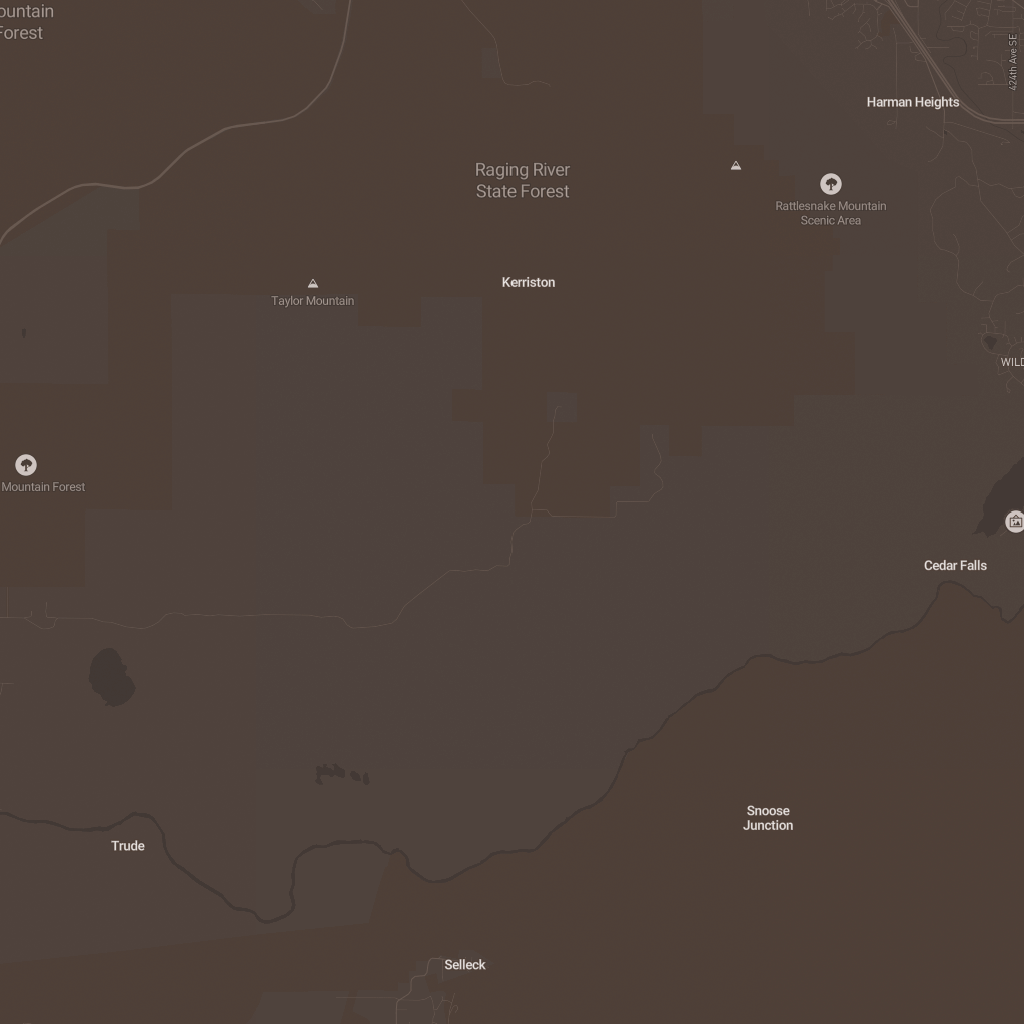 ountain
Forest
424th Ave SE
Harman Heights
Raging River
State Forest
Rattlesnake Mountain
Scenic Area
Kerriston
Taylor Mountain
WILD
Mountain Forest
Cedar Falls
Snoose
Junction
Trude
Selleck